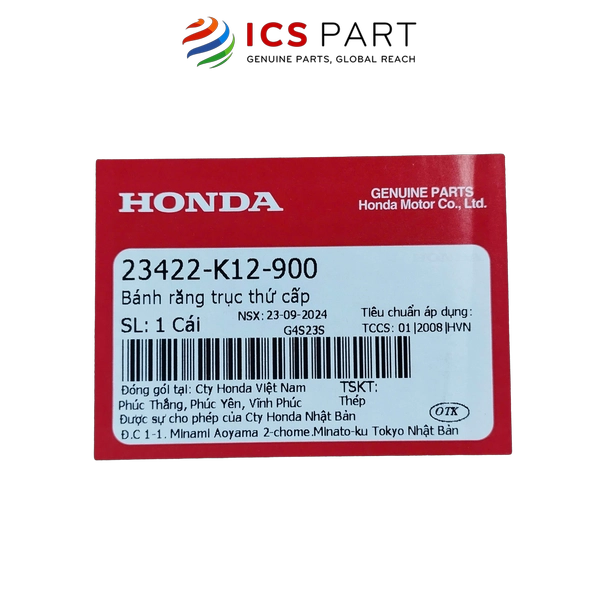 ICS PART
GENUINE PARTS, GLOBAL REACH
HONDA
GENUINE PARTS
Honda Motor Co., Ltd.
23422-K12-900
Bánh răng trục thứ cấp
NSX: 23-09-2024
Tiêu chuẩn áp dụng :
SL: 1 Cái
G4S23S
TCCS: 01|2008|HVN
Đóng gói tại: Cty Honda Việt Nam
TSKT:
Phúc Thắng, Phúc Yên, Vĩnh Phúc
Thép
Được sự cho phép của Cty Honda Nhật Bản
OTK
Đ.C 1-1. Minami Aoyama 2-chome.Minato-ku Tokyo Nhật Bản